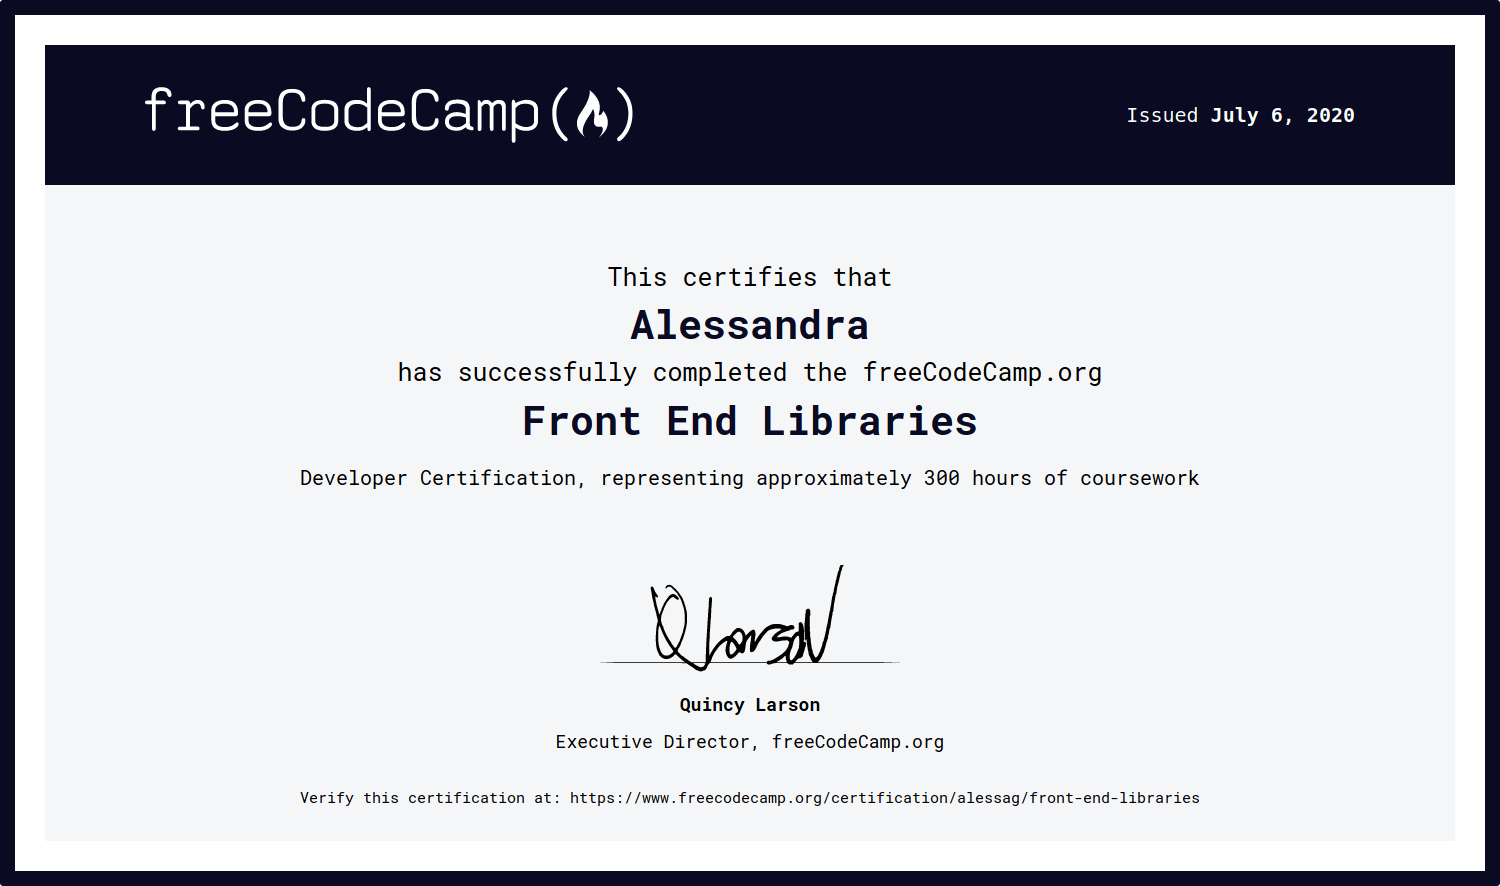 freeCodeCamp(🔥)
Issued July 6, 2020
This certifies that
Alessandra
has successfully completed the freeCodeCamp.org
Front End Libraries
Developer Certification, representing approximately 300 hours of coursework
Q Larson
Quincy Larson
Executive Director, freeCodeCamp.org
Verify this certification at: https://www.freecodecamp.org/certification/alessag/front-end-libraries